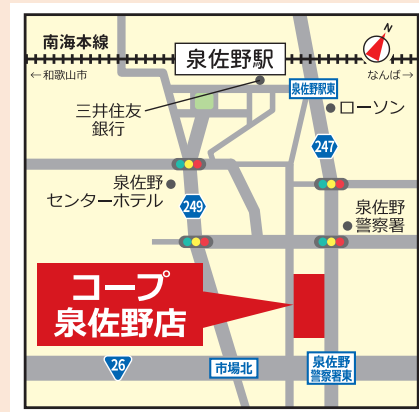 南海本線
N
泉佐野駅
←和歌山市
なんば→
泉佐野駅東
三井住友
銀行
ローソン
247
泉佐野
センターホテル
249
泉佐野
警察署
コープ
泉佐野店
26
市場北
泉佐野
警察署東